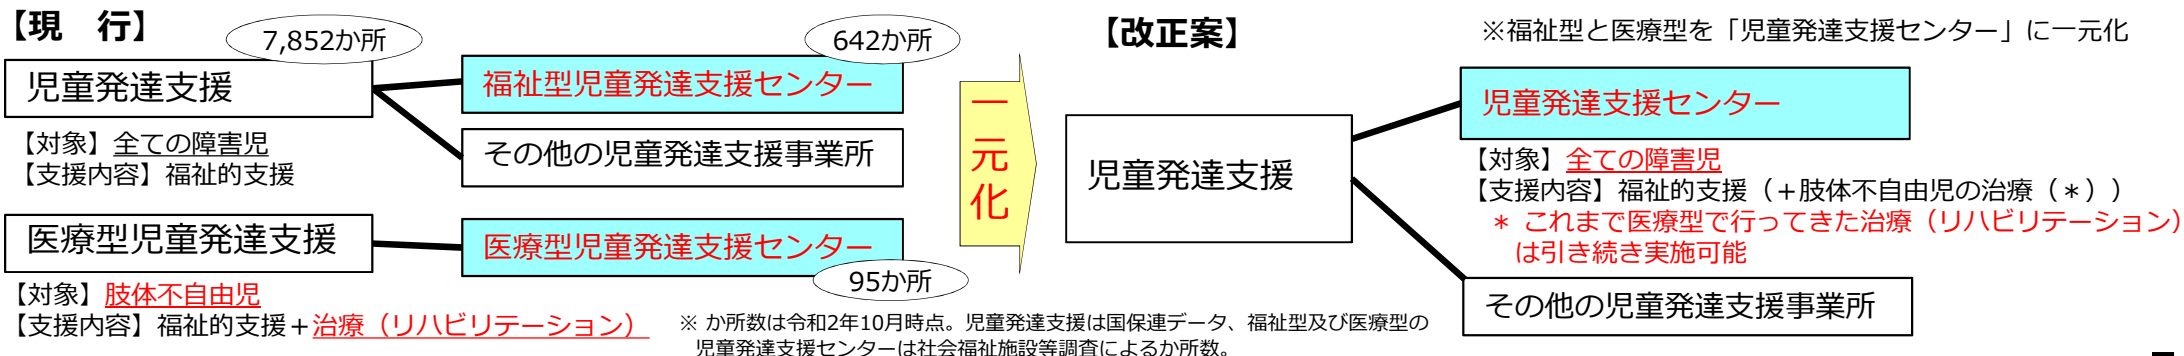 【現　行】
7,852か所
児童発達支援
【対象】全ての障害児
【支援内容】福祉的支援
642か所
福祉型児童発達支援センター
その他の児童発達支援事業所
医療型児童発達支援
医療型児童発達支援センター
95か所
【対象】肢体不自由児
【支援内容】福祉的支援＋治療（リハビリテーション）
※ か所数は令和2年10月時点。児童発達支援は国保連データ、福祉型及び医療型の
児童発達支援センターは社会福祉施設等調査によるか所数。
一元化
【改正案】
※福祉型と医療型を「児童発達支援センター」に一元化
児童発達支援
児童発達支援センター
【対象】全ての障害児
【支援内容】福祉的支援（＋肢体不自由児の治療（＊））
＊ これまで医療型で行ってきた治療（リハビリテーション）
は引き続き実施可能
その他の児童発達支援事業所